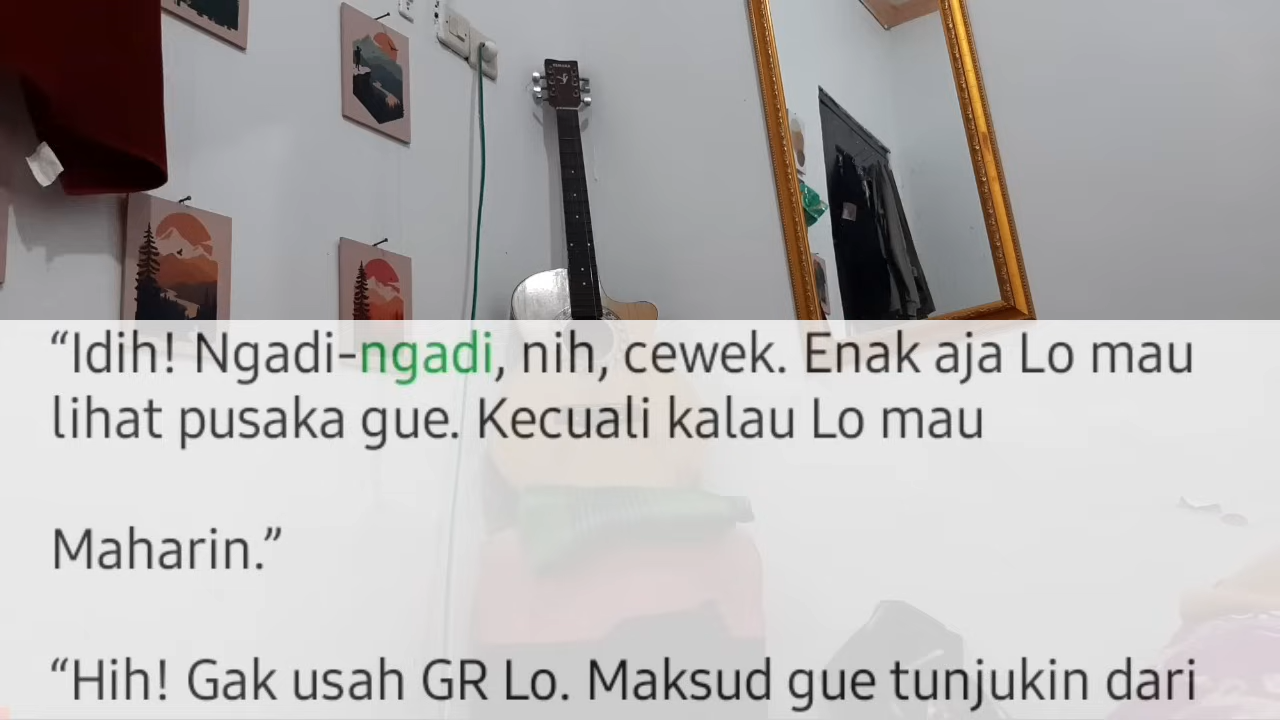 YAMAHA
“Idih! Ngadi-ngadi, nih, cewek. Enak aja Lo mau
lihat pusaka gue. Kecuali kalau Lo mau
Maharin.”
“Hih! Gak usah GR Lo. Maksud gue tunjukin dari